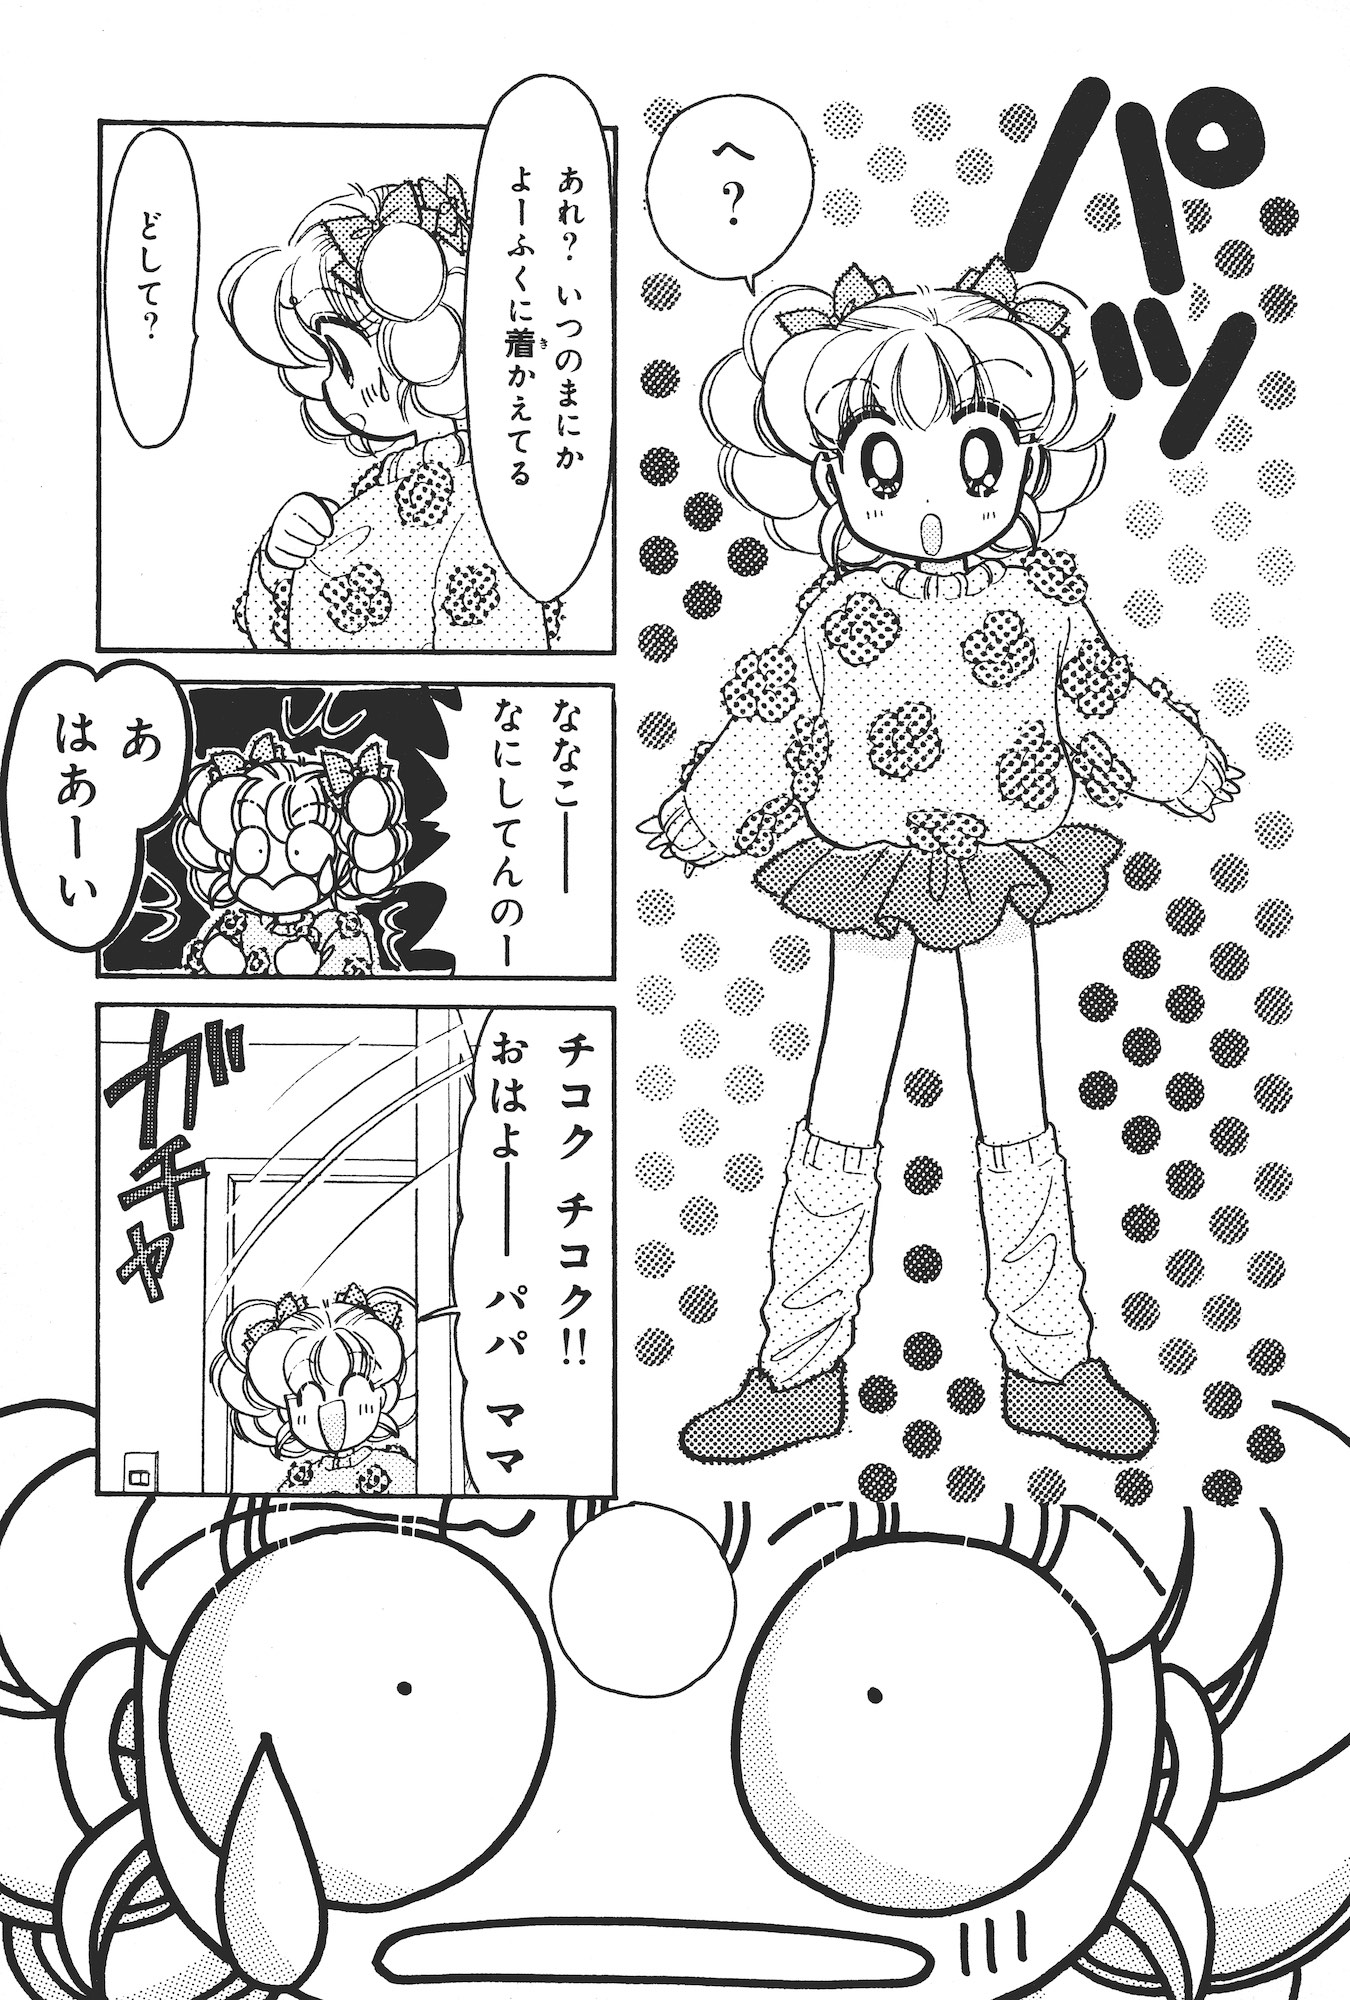 パッ
へ?
あれ? いつのまにか
よーふくに着かえてる
き
どして?
ななこ——
なにしてんのー
あ
はあーい
チコク チコク!!
おはよ—— パパ ママ
ガチャ